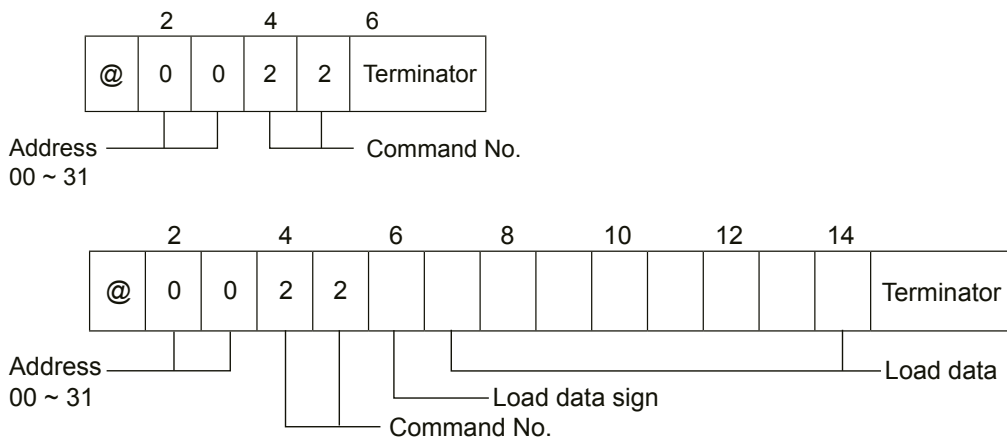 2 4 6
@ 0 0 2 2 Terminator
Address
00 ~ 31
Command No.
2 4 6 8 10 12 14
@ 0 0 2 2 Terminator
Address
00 ~ 31
Load data
Load data sign
Command No.